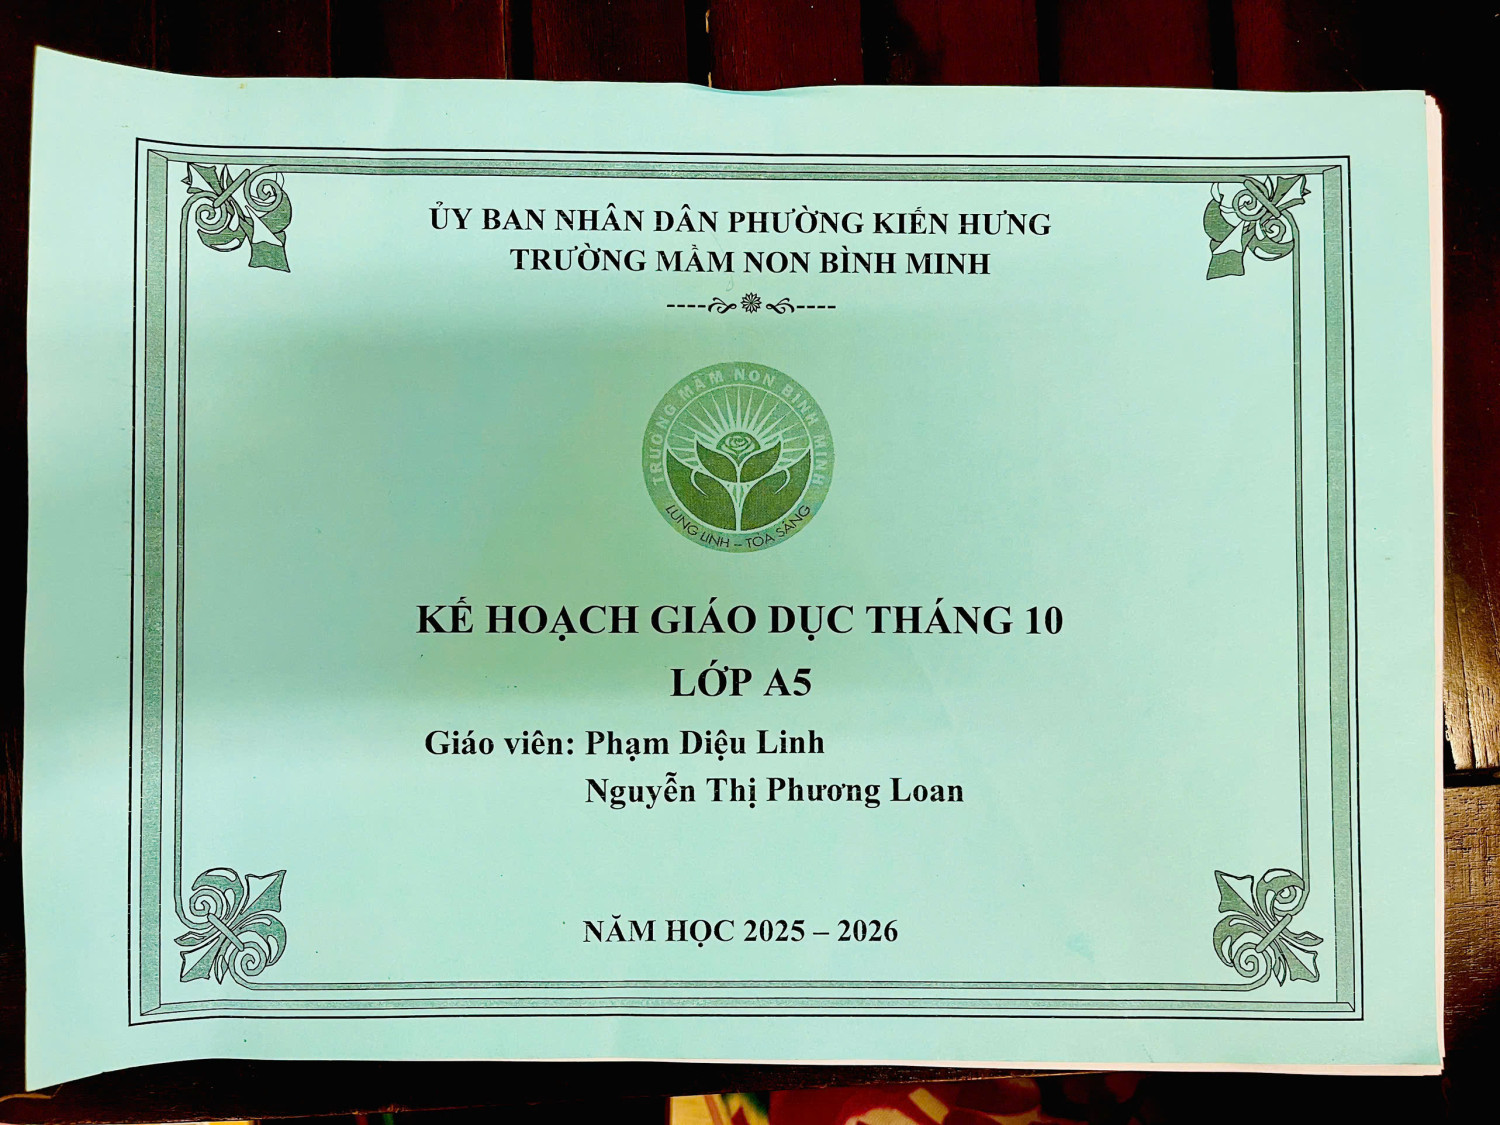 ỦY BAN NHÂN DÂN PHƯỜNG KIẾN HƯNG
TRƯỜNG MẦM NON BÌNH MINH
TRƯỜNG MẦM NON BÌNH MINH
LUNG LINH – TỎA SÁNG
KẾ HOẠCH GIÁO DỤC THÁNG 10
LỚP A5
Giáo viên: Phạm Diệu Linh
Nguyễn Thị Phương Loan
NĂM HỌC 2025 – 2026